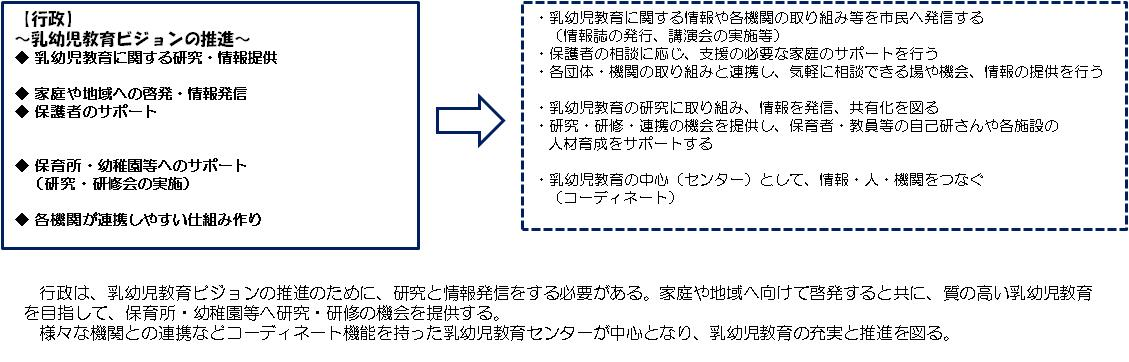 【行政】
～乳幼児教育ビジョンの推進～
◆ 乳幼児教育に関する研究・情報提供
◆ 家庭や地域への啓発・情報発信
◆ 保護者のサポート
◆ 保育所・幼稚園等へのサポート
（研究・研修会の実施）
◆ 各機関が連携しやすい仕組み作り
・乳幼児教育に関する情報や各機関の取り組み等を市民へ発信する
（情報誌の発行、講演会の実施等）
・保護者の相談に応じ、支援の必要な家庭のサポートを行う
・各団体・機関の取り組みと連携し、気軽に相談できる場や機会、情報の提供を行う
・乳幼児教育の研究に取り組み、情報を発信、共有化を図る
・研究・研修・連携の機会を提供し、保育者・教員等の自己研さんや各施設の
人材育成をサポートする
・乳幼児教育の中心（センター）として、情報・人・機関をつなぐ
（コーディネート）
行政は、乳幼児教育ビジョンの推進のために、研究と情報発信をする必要がある。家庭や地域へ向けて啓発すると共に、質の高い乳幼児教育
を目指して、保育所・幼稚園等へ研究・研修の機会を提供する。
様々な機関との連携などコーディネート機能を持った乳幼児教育センターが中心となり、乳幼児教育の充実と推進を図る。